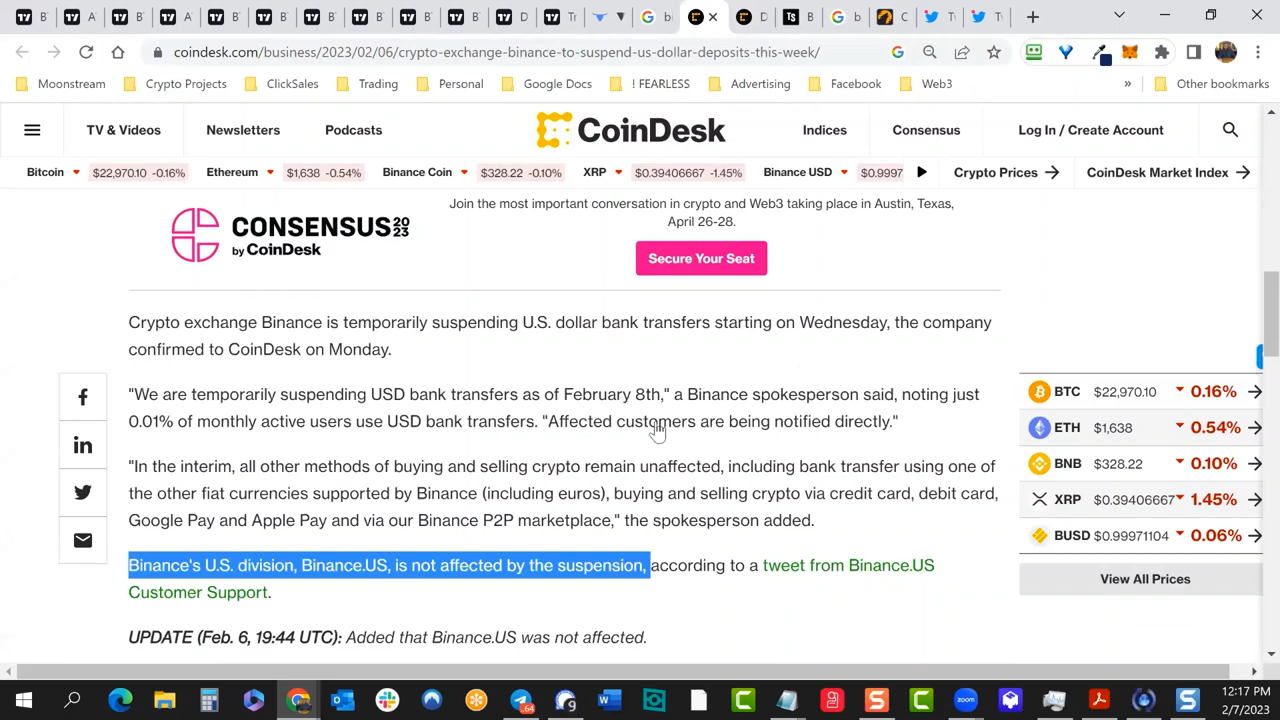 coindesk.com/business/2023/02/06/crypto-exchange-binance-to-suspend-us-dollar-deposits-this-week/
Moonstream Crypto Projects ClickSales Trading Personal Google Docs ! FEARLESS Advertising Facebook Web3 » Other bookmarks
TV & Videos Newsletters Podcasts CoinDesk Indices Consensus Log In / Create Account
Bitcoin $22,970.10 -0.16% Ethereum $1,638 -0.54% Binance Coin $328.22 -0.10% XRP $0.39406667 -1.45% Binance USD $0.9997 Crypto Prices CoinDesk Market Index
CONSENSUS 2023
by CoinDesk
Join the most important conversation in crypto and Web3 taking place in Austin, Texas,
April 26-28.
Secure Your Seat
Crypto exchange Binance is temporarily suspending U.S. dollar bank transfers starting on Wednesday, the company
confirmed to CoinDesk on Monday.
"We are temporarily suspending USD bank transfers as of February 8th," a Binance spokesperson said, noting just
0.01% of monthly active users use USD bank transfers. "Affected customers are being notified directly."
"In the interim, all other methods of buying and selling crypto remain unaffected, including bank transfer using one of
the other fiat currencies supported by Binance (including euros), buying and selling crypto via credit card, debit card,
Google Pay and Apple Pay and via our Binance P2P marketplace," the spokesperson added.
Binance's U.S. division, Binance.US, is not affected by the suspension, according to a tweet from Binance.US
Customer Support.
UPDATE (Feb. 6, 19:44 UTC): Added that Binance.US was not affected.
BTC $22,970.10 0.16%
ETH $1,638 0.54%
BNB $328.22 0.10%
XRP $0.39406667 1.45%
BUSD $0.99971104 0.06%
View All Prices
64
12:17 PM
2/7/2023